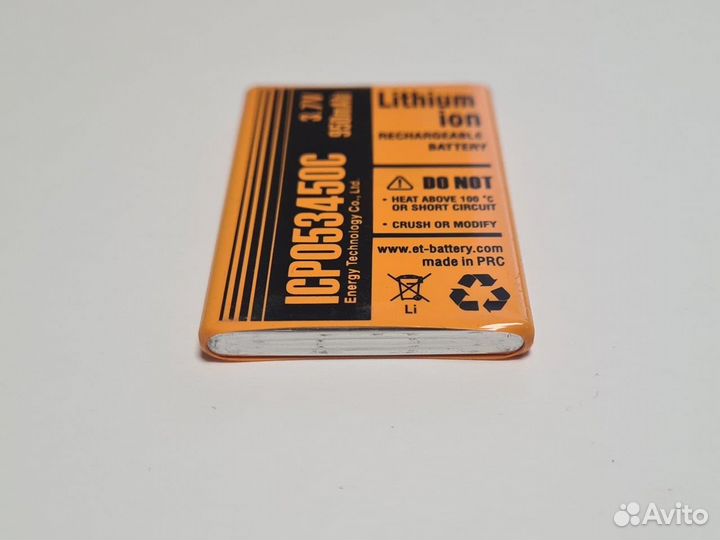 Lithium
ion
RECHARGEABLE
BATTERY
DO NOT
• HEAT ABOVE 100 °C
OR SHORT CIRCUIT
• CRUSH OR MODIFY
www.et-battery.com
made in PRC
Li
ICP053450C
Energy Technology Co., Ltd.
3.7V
950mAh
Avito